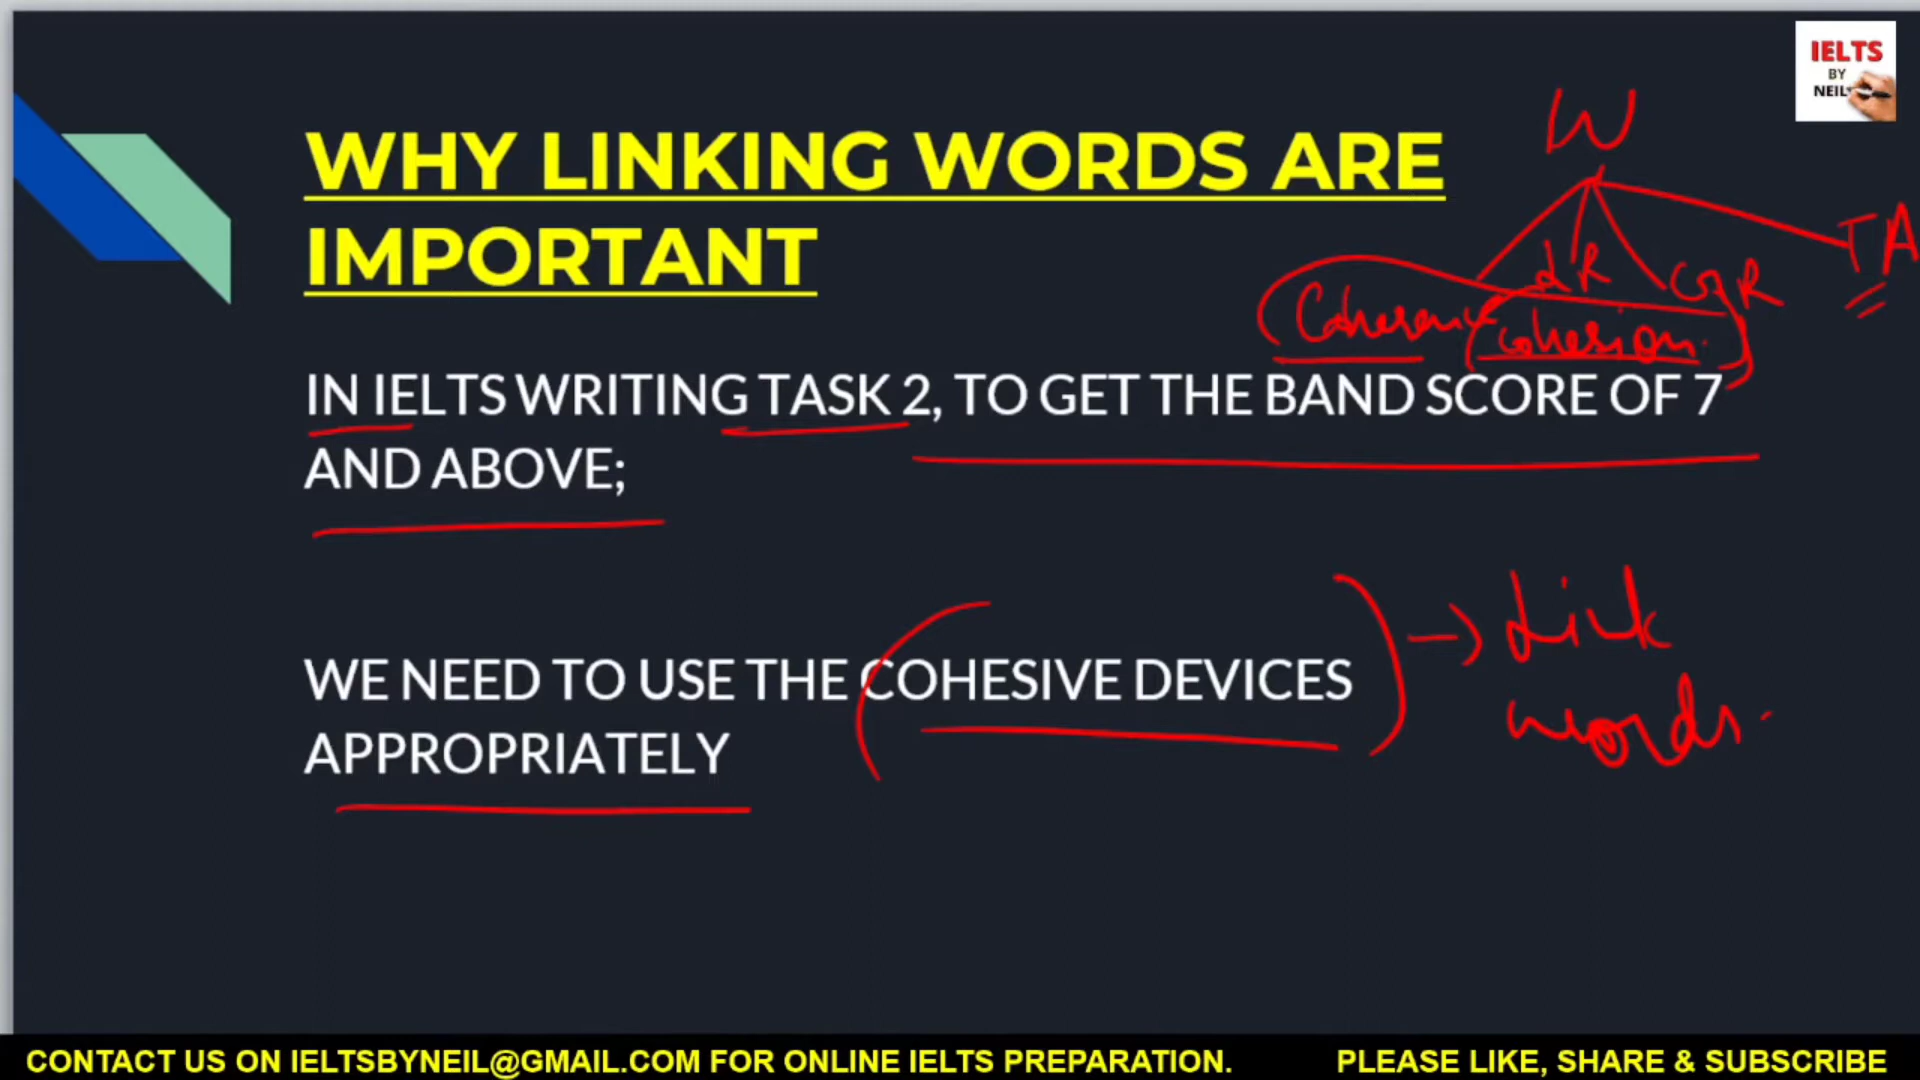 IELTS
BY
NEIL
W
WHY LINKING WORDS ARE
IMPORTANT
LR
GR
TA
Coherence
Cohesion.
IN IELTS WRITING TASK 2, TO GET THE BAND SCORE OF 7
AND ABOVE;
WE NEED TO USE THE COHESIVE DEVICES
APPROPRIATELY
→ Link
words.
CONTACT US ON IELTSBYNEIL@GMAIL.COM FOR ONLINE IELTS PREPARATION. PLEASE LIKE, SHARE & SUBSCRIBE